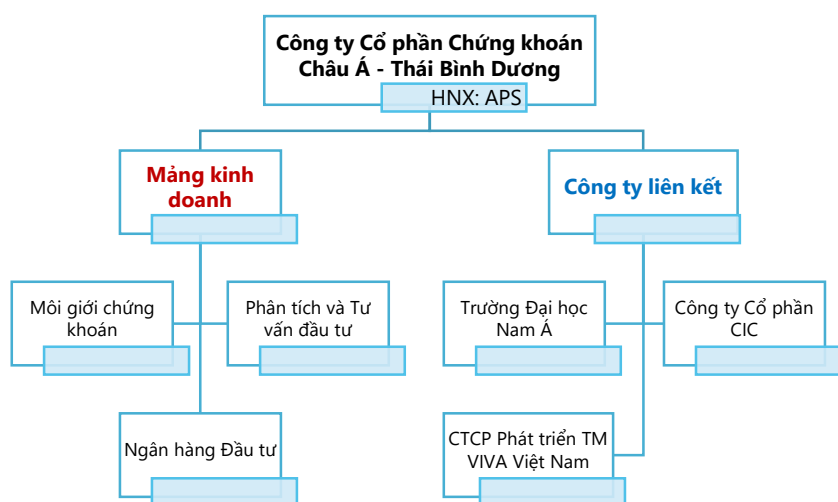 Công ty Cổ phần Chứng khoán
Châu Á - Thái Bình Dương
HNX: APS
Mảng kinh
doanh
Công ty liên kết
Môi giới chứng
khoán
Phân tích và Tư
vấn đầu tư
Trường Đại học
Nam Á
Công ty Cổ phần
CIC
Ngân hàng Đầu tư
CTCP Phát triển TM
VIVA Việt Nam